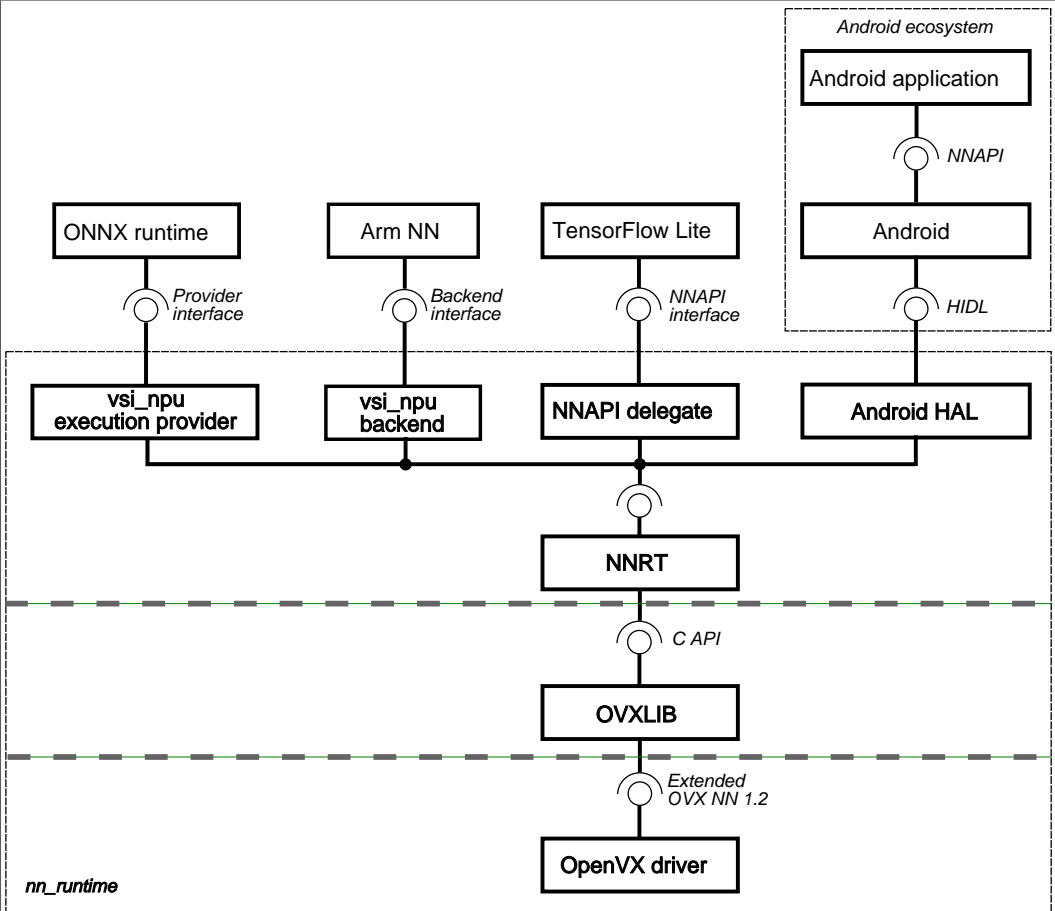 Android ecosystem
Android application
NNAPI
ONNX runtime
Arm NN
TensorFlow Lite
Android
Provider
interface
Backend
interface
NNAPI
interface
HIDL
vsi_npu
execution provider
vsi_npu
backend
NNAPI delegate
Android HAL
NNRT
C API
OVXLIB
Extended
OVX NN 1.2
OpenVX driver
nn_runtime